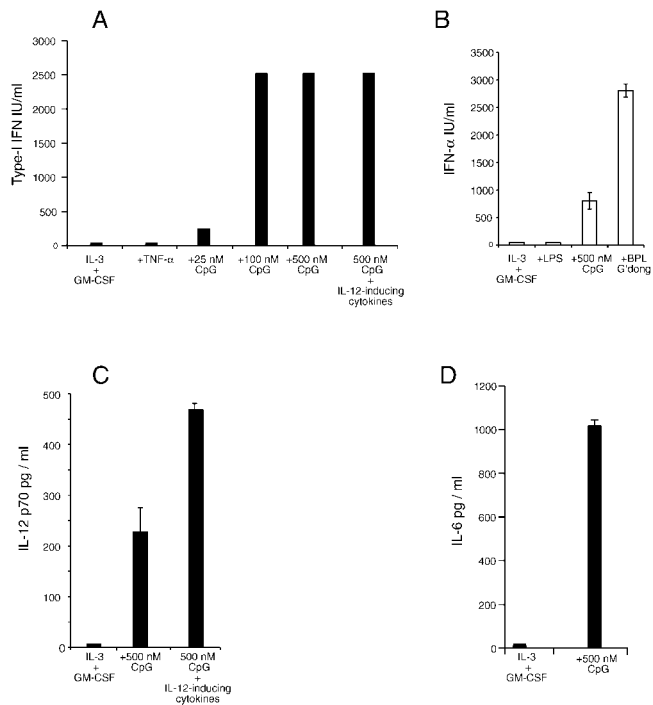 A
Type-I IFN IU/ml
3000
2500
2000
1500
1000
500
0
IL-3
+
GM-CSF
+TNF-α
+25 nM
CpG
+100 nM
CpG
+500 nM
CpG
500 nM
CpG
+
IL-12-inducing
cytokines
B
IFN-α IU/ml
3500
3000
2500
2000
1500
1000
500
0
IL-3
+
GM-CSF
+LPS
+500 nM
CpG
+BPL
G'dong
C
IL-12 p70 pg / ml
500
400
300
200
100
0
IL-3
+
GM-CSF
+500 nM
CpG
500 nM
CpG
+
IL-12-inducing
cytokines
D
IL-6 pg / ml
1200
1000
800
600
400
200
0
IL-3
+
GM-CSF
+500 nM
CpG